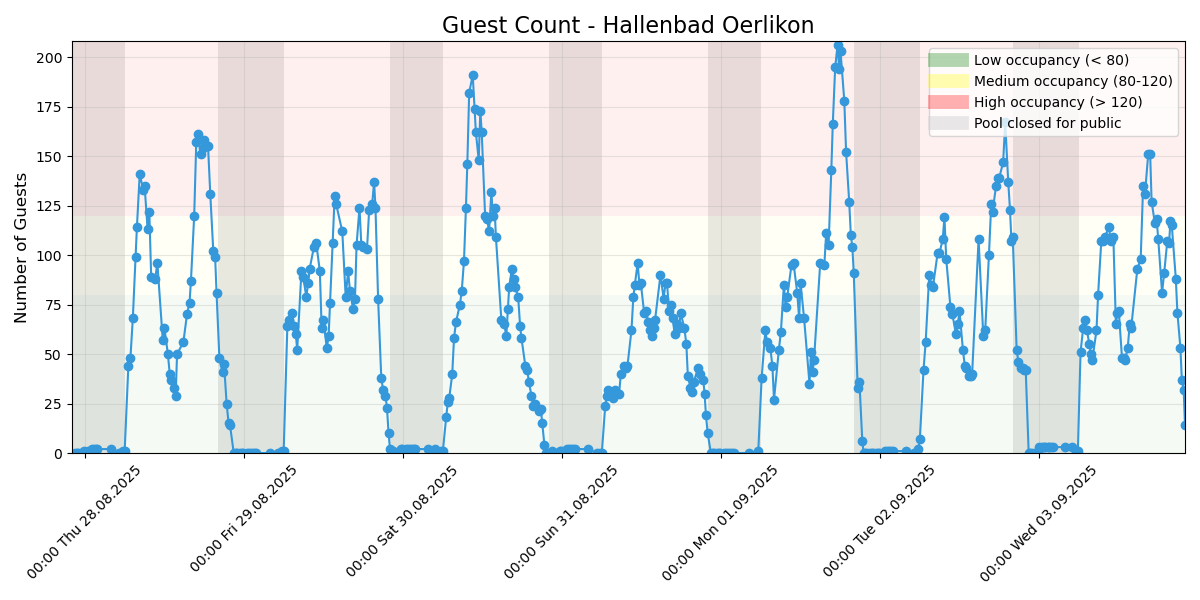 Guest Count - Hallenbad Oerlikon
Number of Guests
200
175
150
125
100
75
50
25
0
Low occupancy (< 80)
Medium occupancy (80-120)
High occupancy (> 120)
Pool closed for public
00:00 Thu 28.08.2025
00:00 Fri 29.08.2025
00:00 Sat 30.08.2025
00:00 Sun 31.08.2025
00:00 Mon 01.09.2025
00:00 Tue 02.09.2025
00:00 Wed 03.09.2025